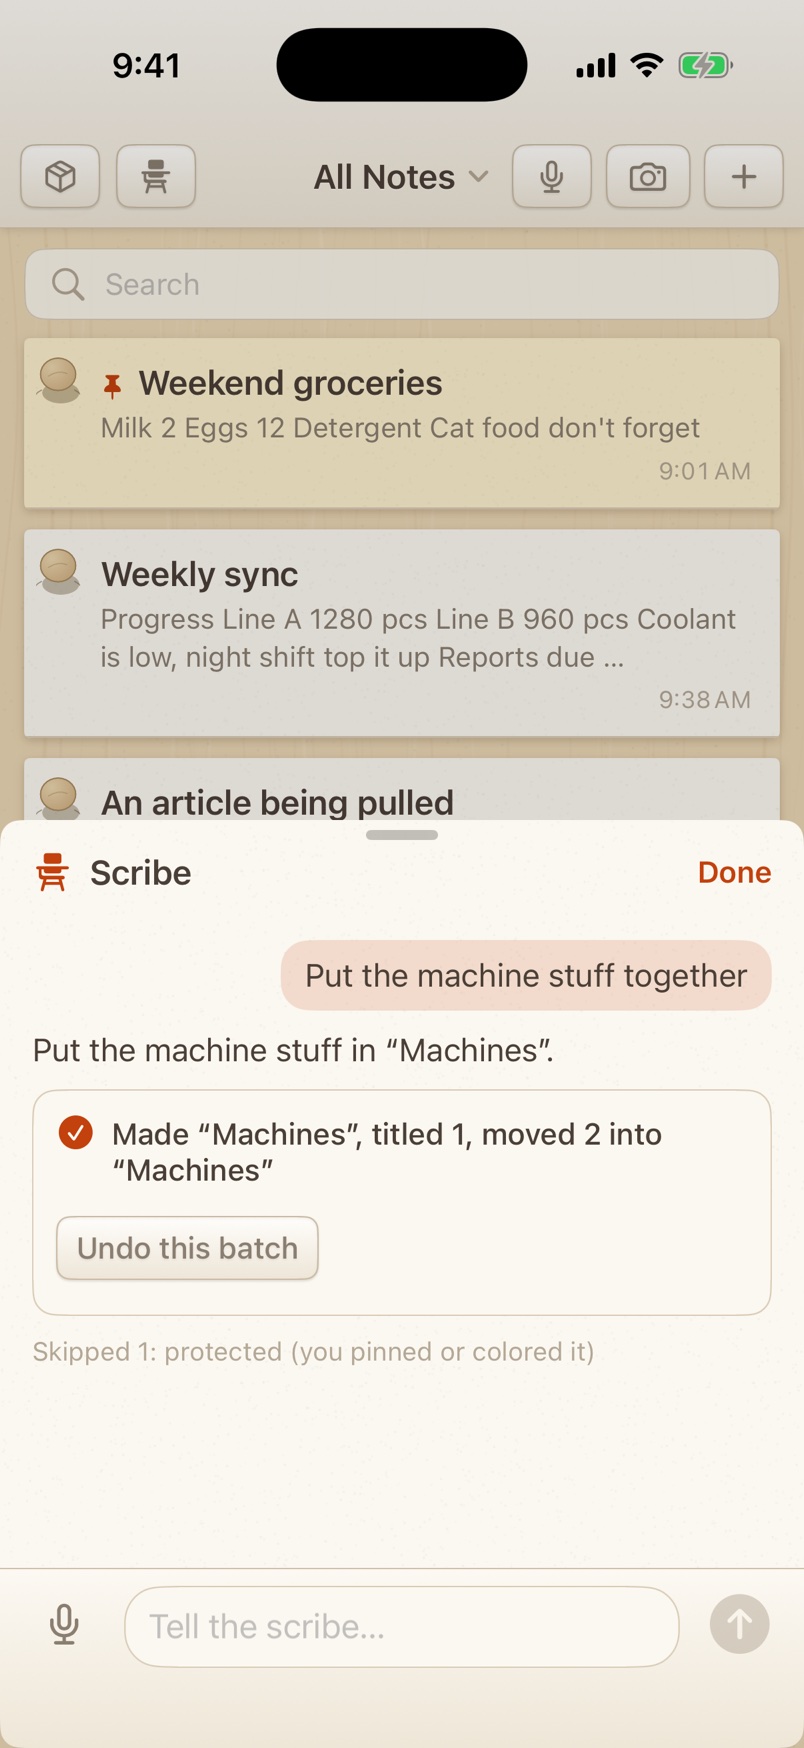 9:41
All Notes
Search
Weekend groceries
Milk 2 Eggs 12 Detergent Cat food don't forget
9:01 AM
Weekly sync
Progress Line A 1280 pcs Line B 960 pcs Coolant
is low, night shift top it up Reports due ...
9:38 AM
An article being pulled
Scribe
Done
Put the machine stuff together
Put the machine stuff in “Machines”.
Made “Machines”, titled 1, moved 2 into
“Machines”
Undo this batch
Skipped 1: protected (you pinned or colored it)
Tell the scribe...